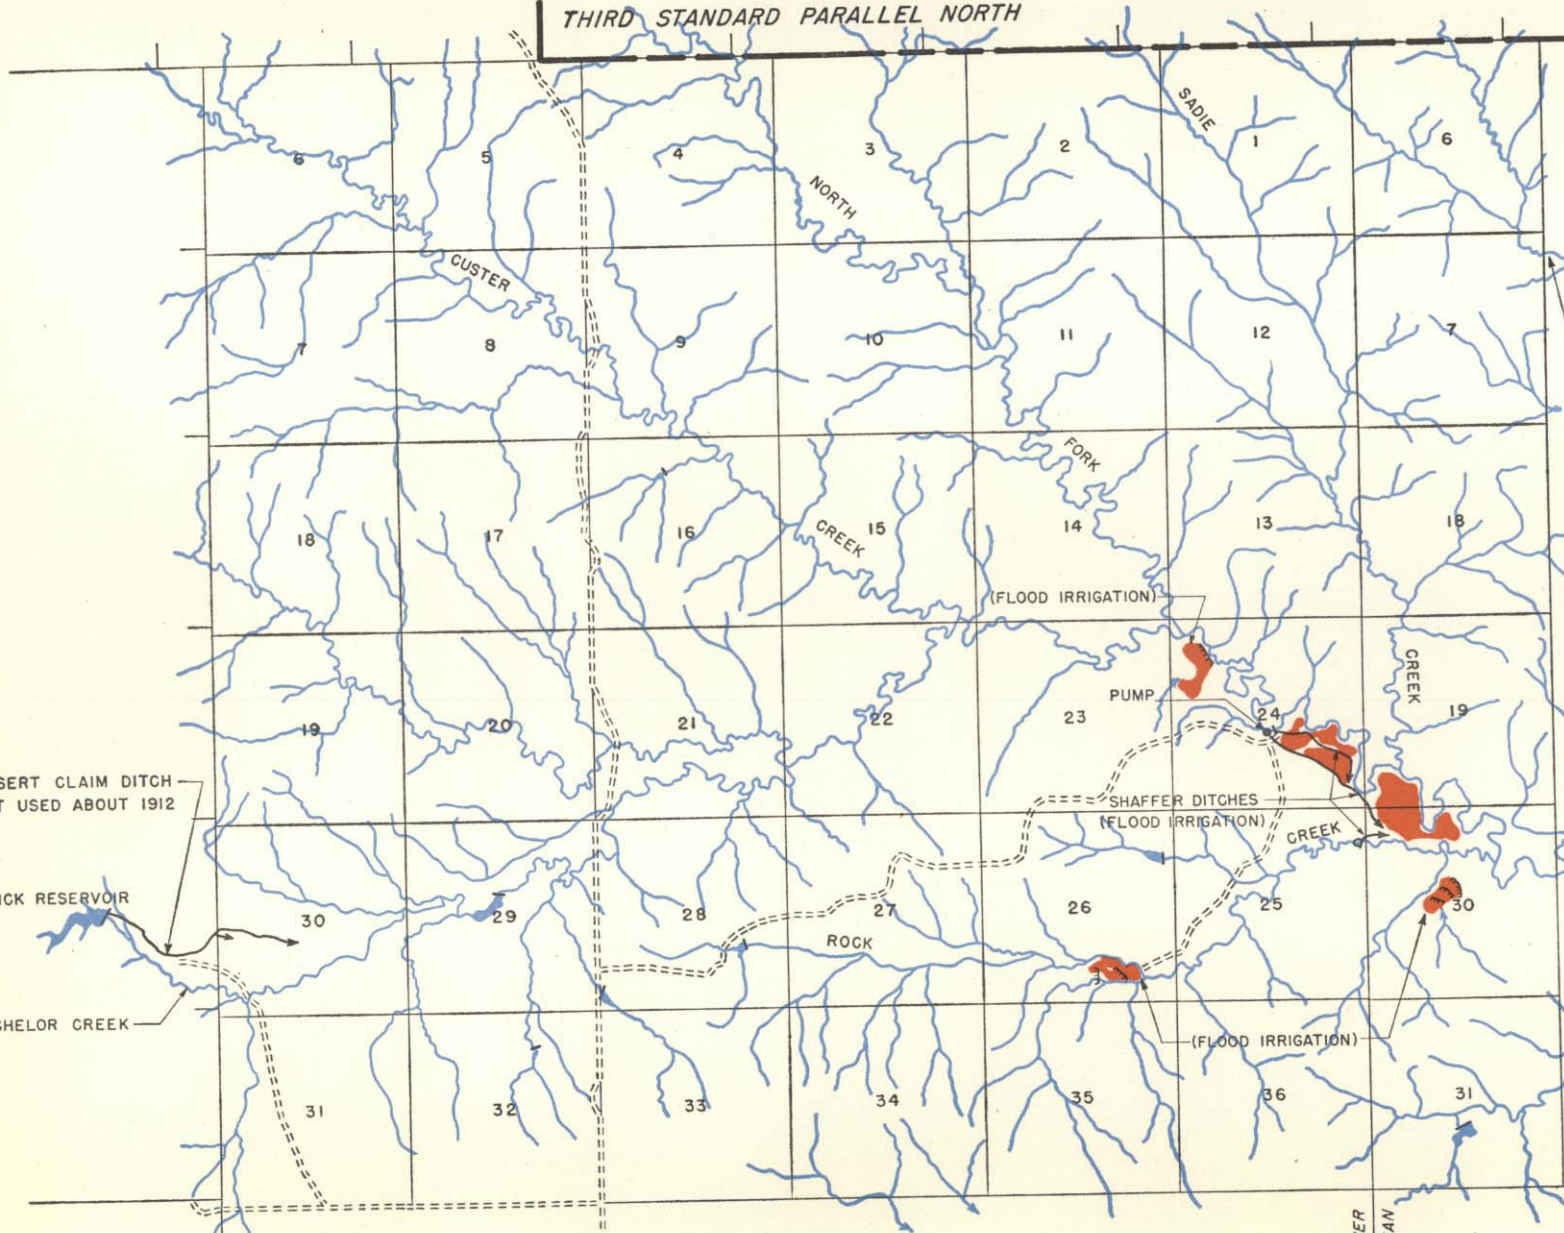 THIRD STANDARD PARALLEL NORTH
6 5 4 3 2 SADIE 1 6
NORTH
CUSTER
7 8 9 10 11 12 7
FORK
18 17 16 CREEK 15 14 13 18
(FLOOD IRRIGATION)
CREEK
PUMP
19 20 21 22 23 24 19
CLAIM DITCH
USED ABOUT 1912
SHAFFER DITCHES
(FLOOD IRRIGATION)
CREEK
RESERVOIR
30 29 28 27 26 25 30
ROCK
CREEK
(FLOOD IRRIGATION)
31 32 33 34 35 36 31